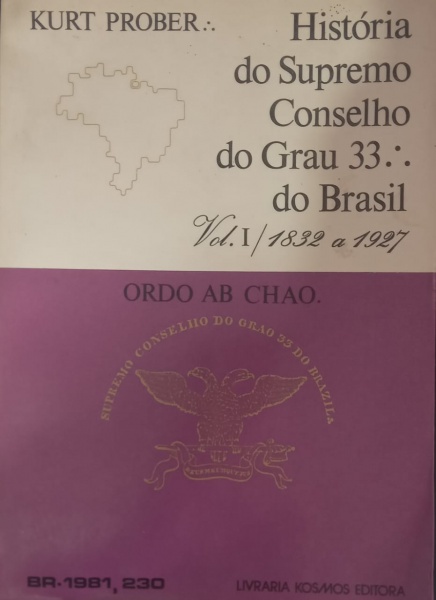 KURT PROBER∴
História
do Supremo
Conselho
do Grau 33∴
do Brasil
Vol. I / 1832 a 1927
ORDO AB CHAO.
SUPREMO CONSELHO DO GRAO 33 DO BRAZILA
BR-1981, 230
LIVRARIA KOSMOS EDITORA